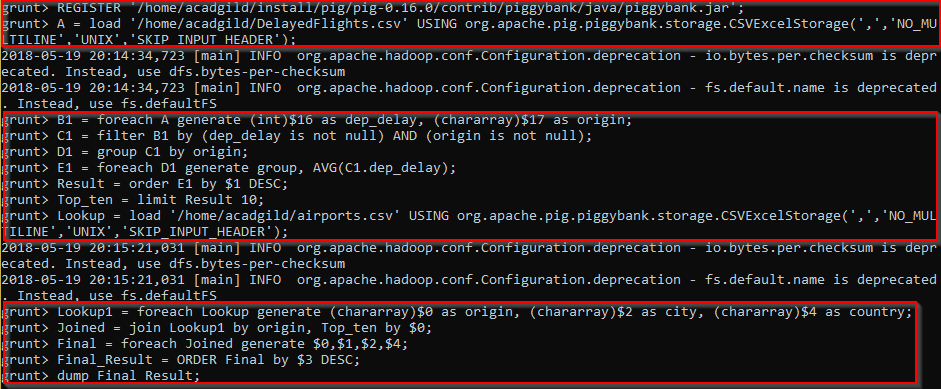 grunt> REGISTER '/home/acadgild/install/pig/pig-0.16.0/contrib/piggybank/java/piggybank.jar';
grunt> A = load '/home/acadgild/DelayedFlights.csv' USING org.apache.pig.piggybank.storage.CSVExcelStorage(',','NO_MU
LTILINE','UNIX','SKIP_INPUT_HEADER');
2018-05-19 20:14:34,723 [main] INFO  org.apache.hadoop.conf.Configuration.deprecation - io.bytes.per.checksum is depr
ecated. Instead, use dfs.bytes-per-checksum
2018-05-19 20:14:34,723 [main] INFO  org.apache.hadoop.conf.Configuration.deprecation - fs.default.name is deprecated
. Instead, use fs.defaultFS
grunt> B1 = foreach A generate (int)$16 as dep_delay, (chararray)$17 as origin;
grunt> C1 = filter B1 by (dep_delay is not null) AND (origin is not null);
grunt> D1 = group C1 by origin;
grunt> E1 = foreach D1 generate group, AVG(C1.dep_delay);
grunt> Result = order E1 by $1 DESC;
grunt> Top_ten = limit Result 10;
grunt> Lookup = load '/home/acadgild/airports.csv' USING org.apache.pig.piggybank.storage.CSVExcelStorage(',','NO_MUL
TILINE','UNIX','SKIP_INPUT_HEADER');
2018-05-19 20:15:21,031 [main] INFO  org.apache.hadoop.conf.Configuration.deprecation - io.bytes.per.checksum is depr
ecated. Instead, use dfs.bytes-per-checksum
2018-05-19 20:15:21,031 [main] INFO  org.apache.hadoop.conf.Configuration.deprecation - fs.default.name is deprecated
. Instead, use fs.defaultFS
grunt> Lookup1 = foreach Lookup generate (chararray)$0 as origin, (chararray)$2 as city, (chararray)$4 as country;
grunt> Joined = join Lookup1 by origin, Top_ten by $0;
grunt> Final = foreach Joined generate $0,$1,$2,$4;
grunt> Final_Result = ORDER Final by $3 DESC;
grunt> dump Final_Result;